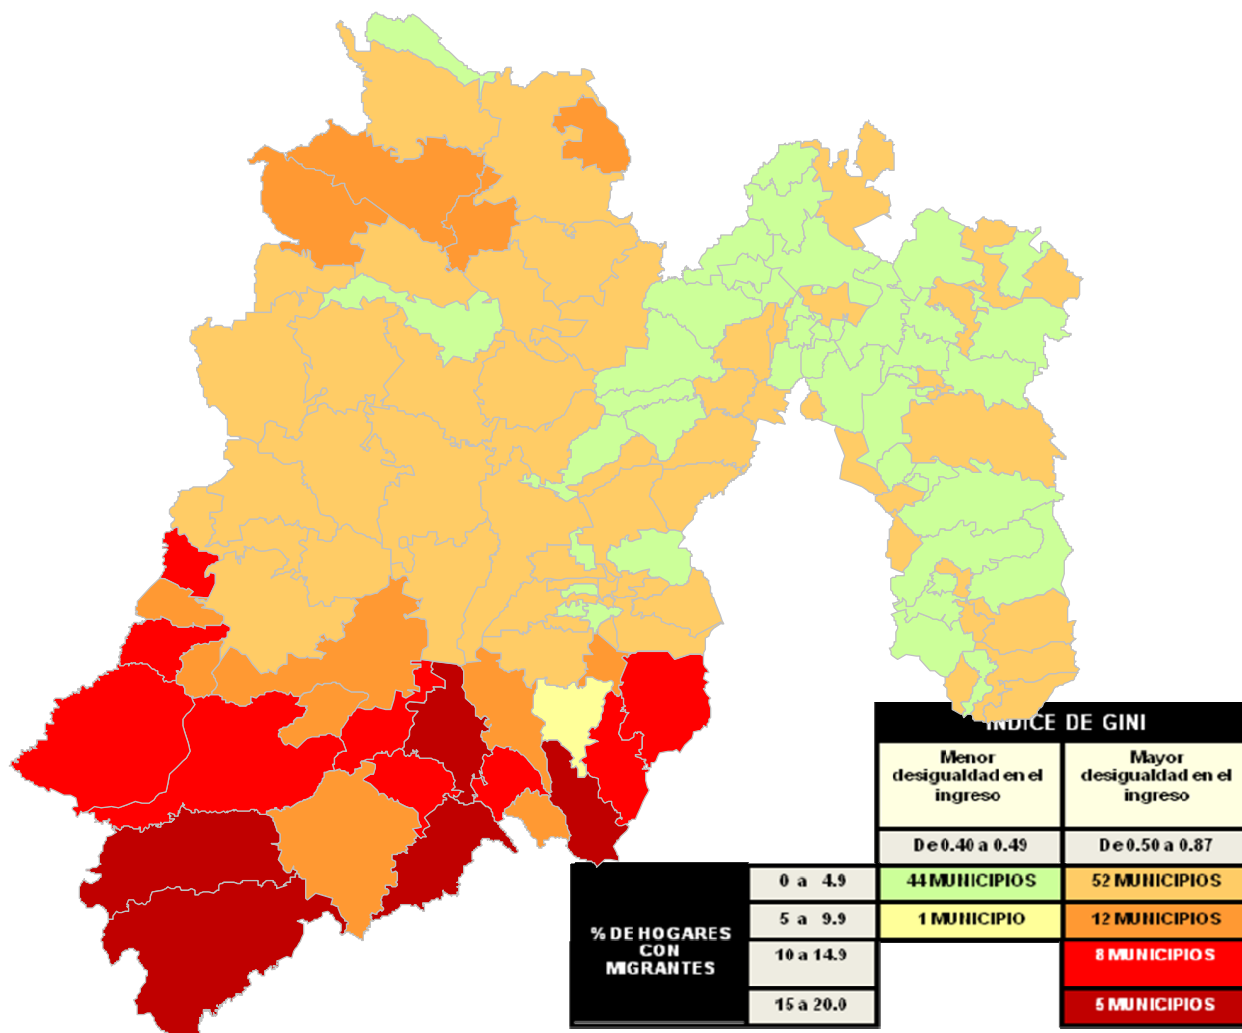 ÍNDICE DE GINI
Menor
desigualdad en el
ingreso
Mayor
desigualdad en el
ingreso
De 0.40 a 0.49
De 0.50 a 0.87
% DE HOGARES
CON
MIGRANTES
0 a 4.9
44 MUNICIPIOS
52 MUNICIPIOS
5 a 9.9
1 MUNICIPIO
12 MUNICIPIOS
10 a 14.9
8 MUNICIPIOS
15 a 20.0
5 MUNICIPIOS